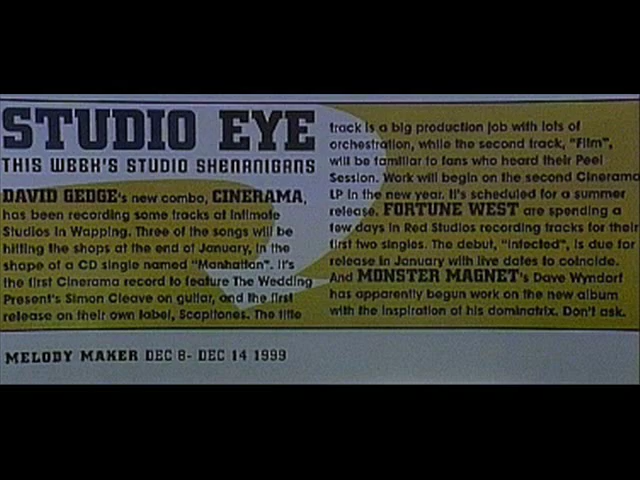 STUDIO EYE
THIS WEEK'S STUDIO SHENANIGANS
DAVID GEDGE's new combo, CINERAMA,
has been recording some tracks at Intimate
Studios in Wapping. Three of the songs will be
hitting the shops at the end of January, in the
shape of a CD single named "Manhattan". It's
the first Cinerama record to feature The Wedding
Present's Simon Cleave on guitar, and the first
release on their own label, Scopitones. The title
track is a big production job with lots of
orchestration, while the second track, "Film",
will be familiar to fans who heard their Peel
Session. Work will begin on the second Cinerama
LP in the new year. It's scheduled for a summer
release. FORTUNE WEST are spending a
few days in Red Studios recording tracks for their
first two singles. The debut, "Infected", is due for
release in January with live dates to coincide.
And MONSTER MAGNET's Dave Wyndorf
has apparently begun work on the new album
with the inspiration of his dominatrix. Don't ask.
MELODY MAKER DEC 8- DEC 14 1999